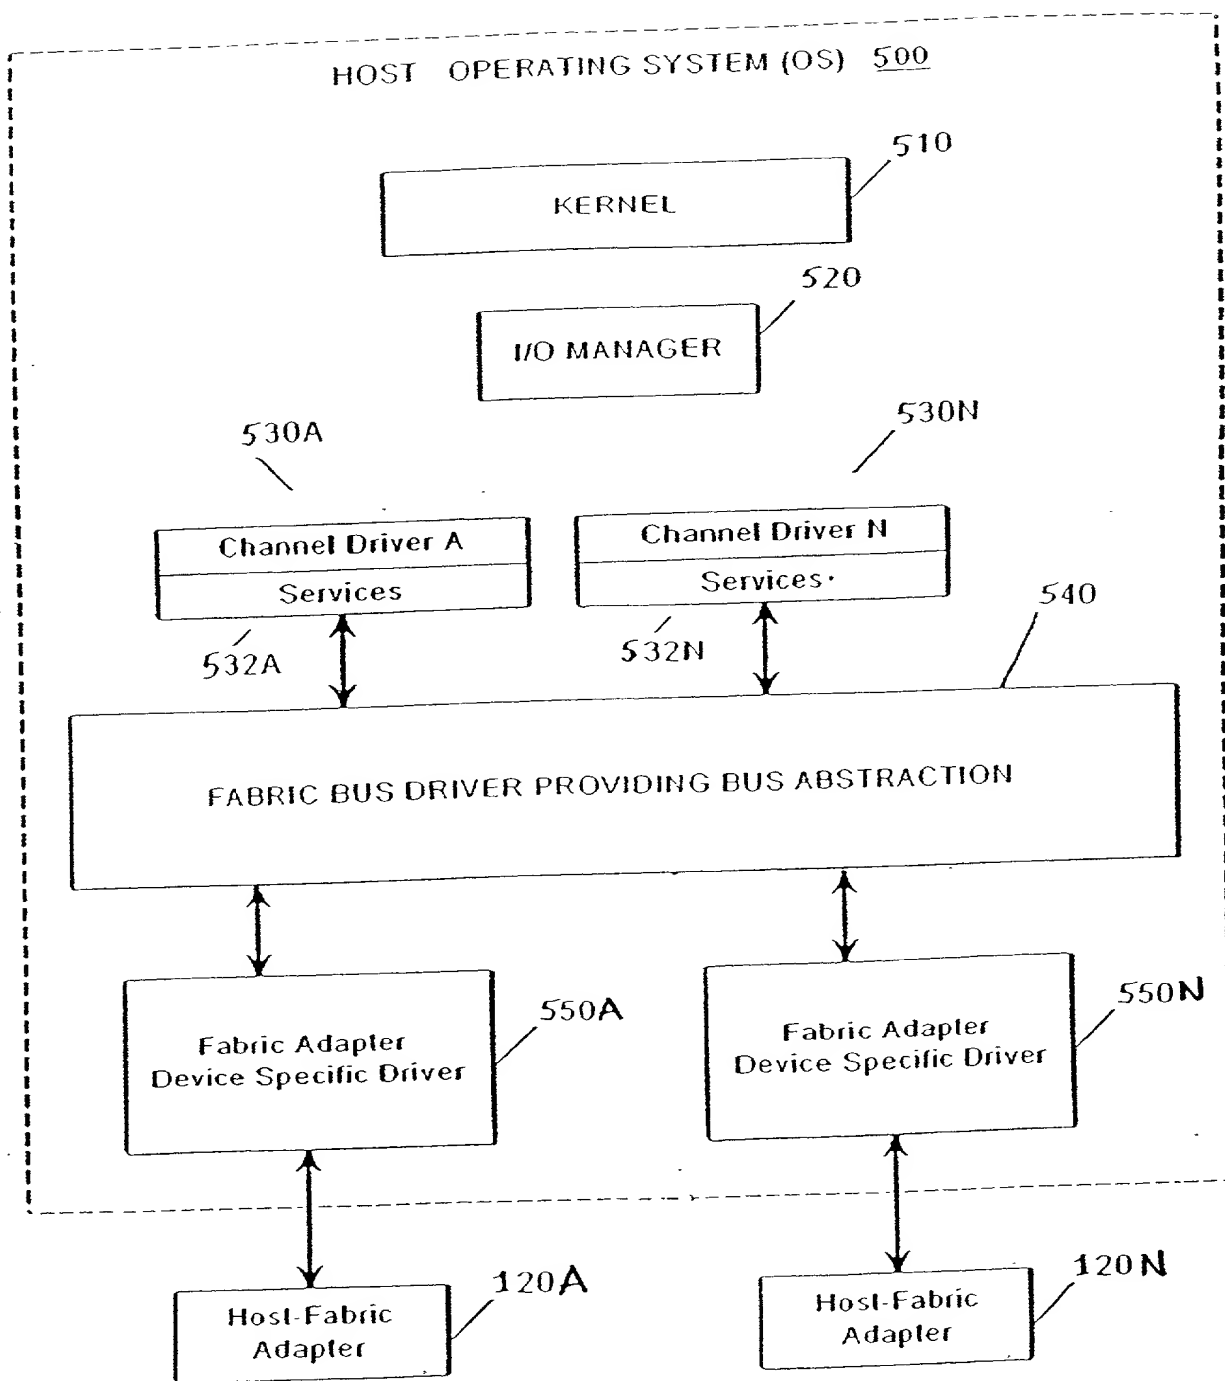 HOST OPERATING SYSTEM (OS) 500
510
KERNEL
520
I/O MANAGER
530A
530N
Channel Driver A
Services
Channel Driver N
Services
532A
532N
540
FABRIC BUS DRIVER PROVIDING BUS ABSTRACTION
550A
Fabric Adapter
Device Specific Driver
550N
Fabric Adapter
Device Specific Driver
120A
Host-Fabric
Adapter
120N
Host-Fabric
Adapter